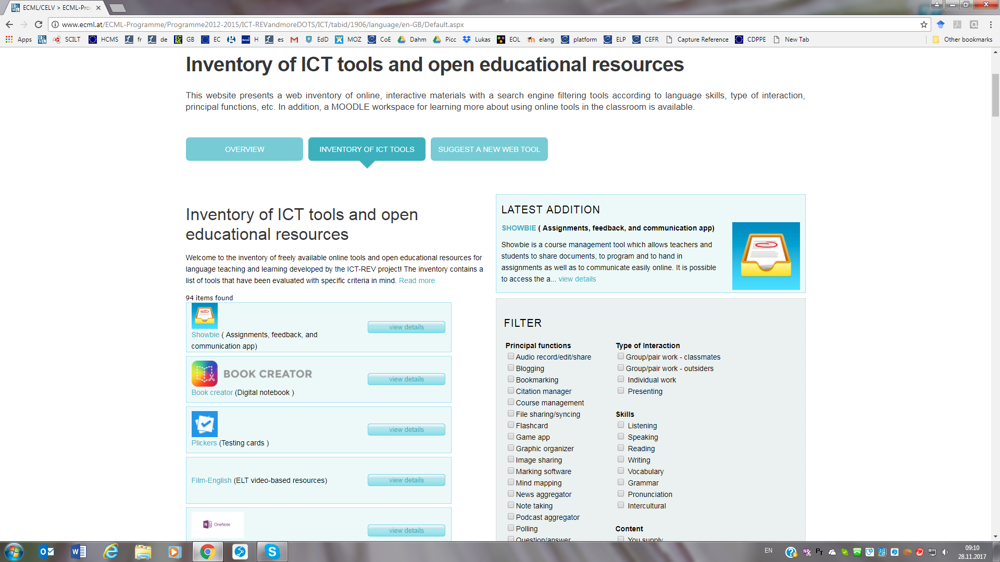 ECML/CELV > ECML-Pro
www.ecml.at/ECML-Programme/Programme2012-2015/ICT-REVandmoreDOTS/ICT/tabid/1906/language/en-GB/Default.aspx
Apps SCILT HCMS fr de GB EC H es EdD MOZ CoE Dahm Picc Lukas EOL elang platform ELP CEFR Capture Reference CDPPE New Tab Other bookmarks
Inventory of ICT tools and open educational resources
This website presents a web inventory of online, interactive materials with a search engine filtering tools according to language skills, type of interaction,
principal functions, etc. In addition, a MOODLE workspace for learning more about using online tools in the classroom is available.
OVERVIEW
INVENTORY OF ICT TOOLS
SUGGEST A NEW WEB TOOL
Inventory of ICT tools and open
educational resources
Welcome to the inventory of freely available online tools and open educational resources for
language teaching and learning developed by the ICT-REV project! The inventory contains a
list of tools that have been evaluated with specific criteria in mind. Read more
94 items found
Showbie ( Assignments, feedback, and
communication app)
view details
BOOK CREATOR
Book creator (Digital notebook )
view details
Plickers (Testing cards )
view details
Film-English (ELT video-based resources)
view details
OneNote
view details
LATEST ADDITION
SHOWBIE ( Assignments, feedback, and communication app)
Showbie is a course management tool which allows teachers and
students to share documents, to program and to hand in
assignments as well as to communicate easily online. It is possible
to access the a... view details
FILTER
Principal functions
Audio record/edit/share
Blogging
Bookmarking
Citation manager
Course management
File sharing/syncing
Flashcard
Game app
Graphic organizer
Image sharing
Marking software
Mind mapping
News aggregator
Note taking
Podcast aggregator
Polling
Question/answer
Type of Interaction
Group/pair work - classmates
Group/pair work - outsiders
Individual work
Presenting
Skills
Listening
Speaking
Reading
Writing
Vocabulary
Grammar
Pronunciation
Intercultural
Content
You supply
EN
09:10
28.11.2017